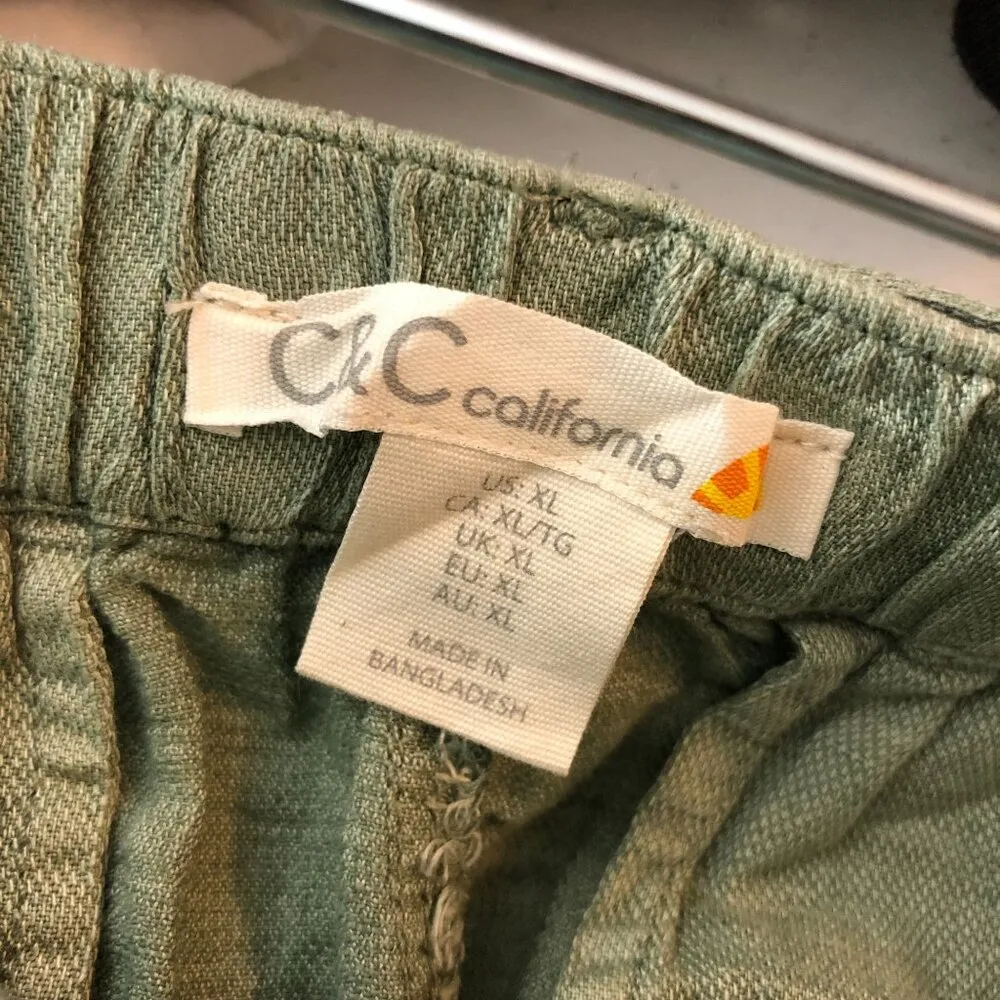 C&C california
US: XL
CA: XL/TG
UK: XL
EU: XL
AU: XL
MADE IN
BANGLADESH